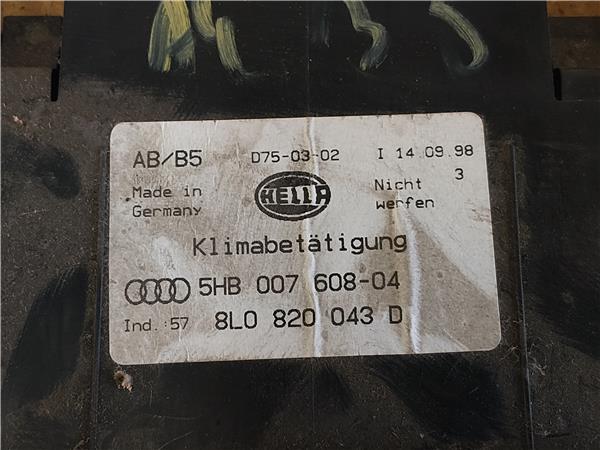 AB/B5 D75-03-02 I 14.09.98
Made in Germany
HELLA
Nicht werfen
3
Klimabetätigung
5HB 007 608-04
Ind.:57 8L0 820 043 D